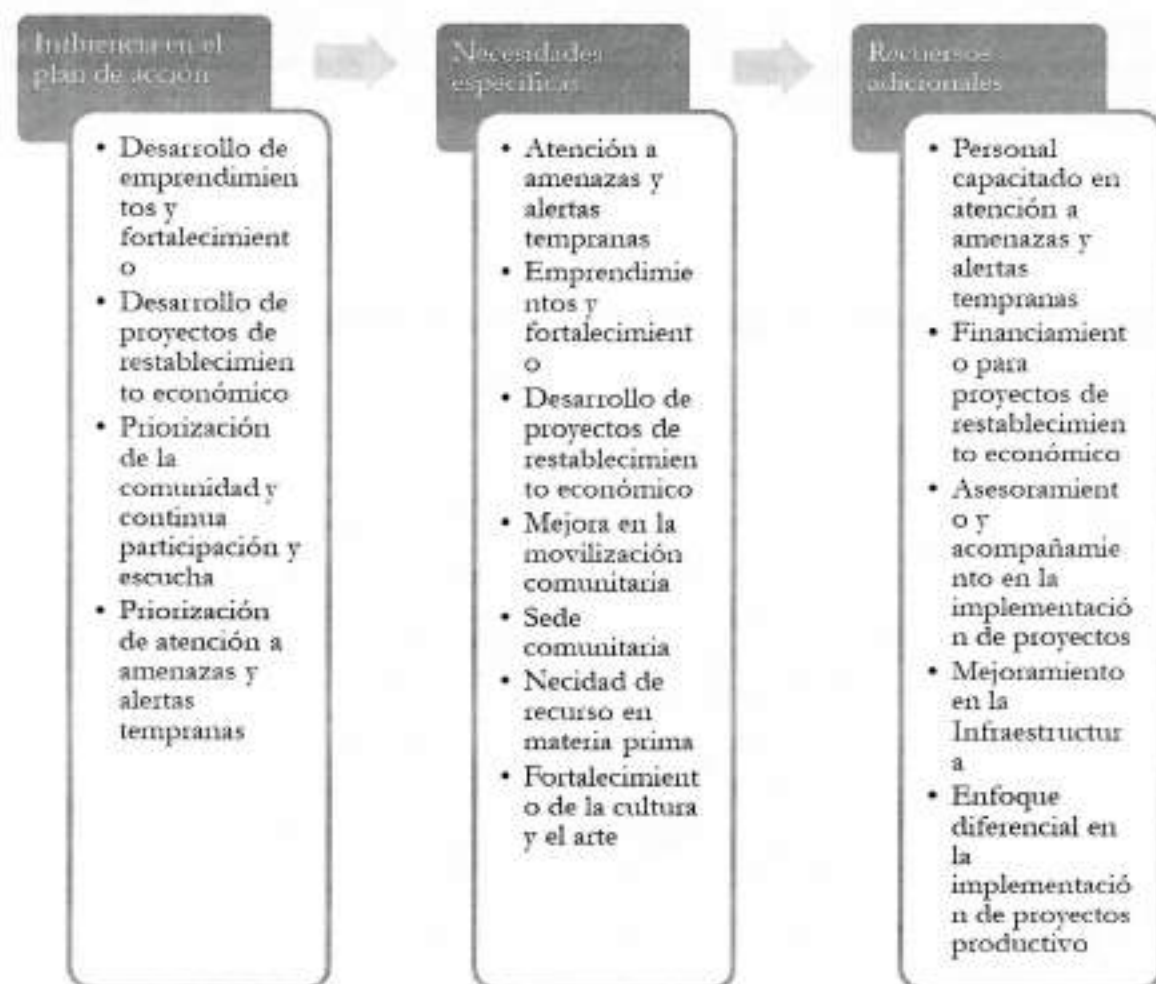 Influencia en el
plan de acción
• Desarrollo de
emprendimien
tos y
fortalecimient
o
• Desarrollo de
proyectos de
restablecimien
to económico
• Priorización
de la
comunidad y
continua
participación y
escucha
• Priorización
de atención a
amenazas y
alertas
tempranas
Necesidades
especificas
• Atención a
amenazas y
alertas
tempranas
• Emprendimie
ntos y
fortalecimient
o
• Desarrollo de
proyectos de
restablecimien
to económico
• Mejora en la
movilización
comunitaria
• Sede
comunitaria
• Necidad de
recurso en
materia prima
• Fortalecimient
o de la cultura
y el arte
Recuersos
adicionales
• Personal
capacitado en
atención a
amenazas y
alertas
tempranas
• Financiamient
o para
proyectos de
restablecimien
to económico
• Asesoramient
o y
acompañamie
nto en la
implementació
n de proyectos
• Mejoramiento
en la
Infraestructur
a
• Enfoque
diferencial en
la
implementació
n de proyectos
productivo